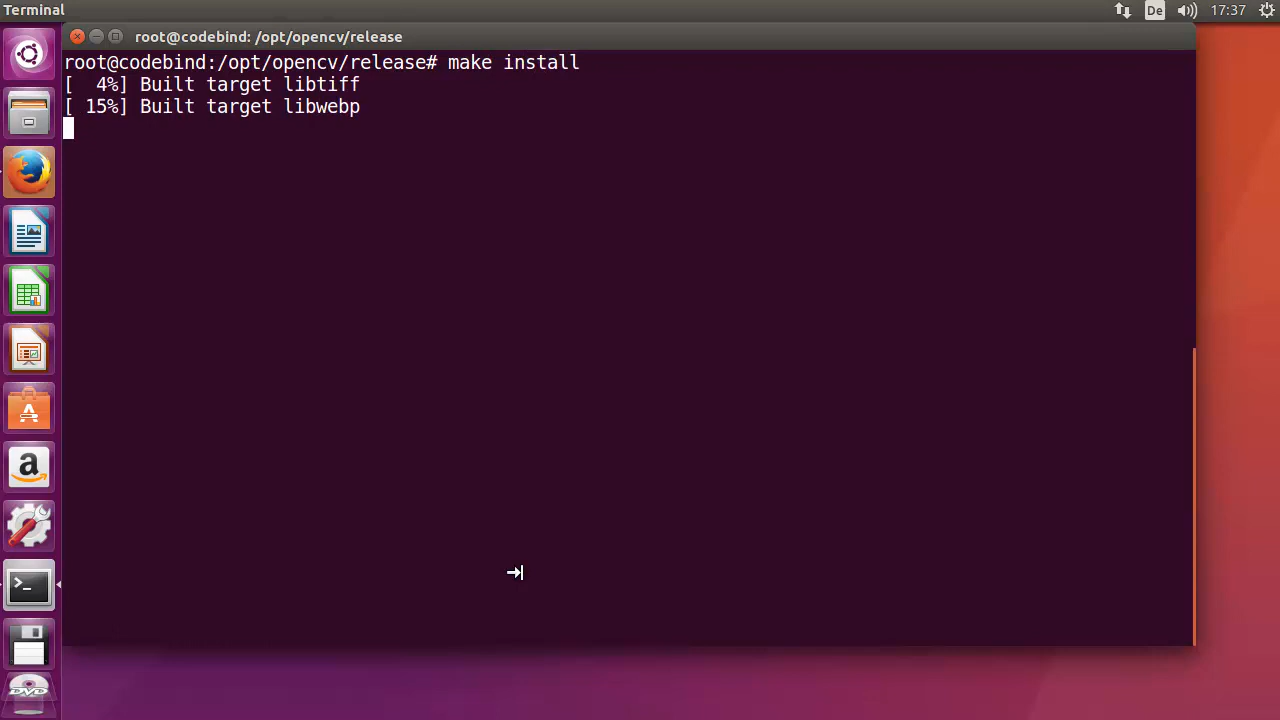 Terminal
De
17:37
root@codebind: /opt/opencv/release
root@codebind:/opt/opencv/release# make install
[  4%] Built target libtiff
[ 15%] Built target libwebp
A
a
>_
DVD